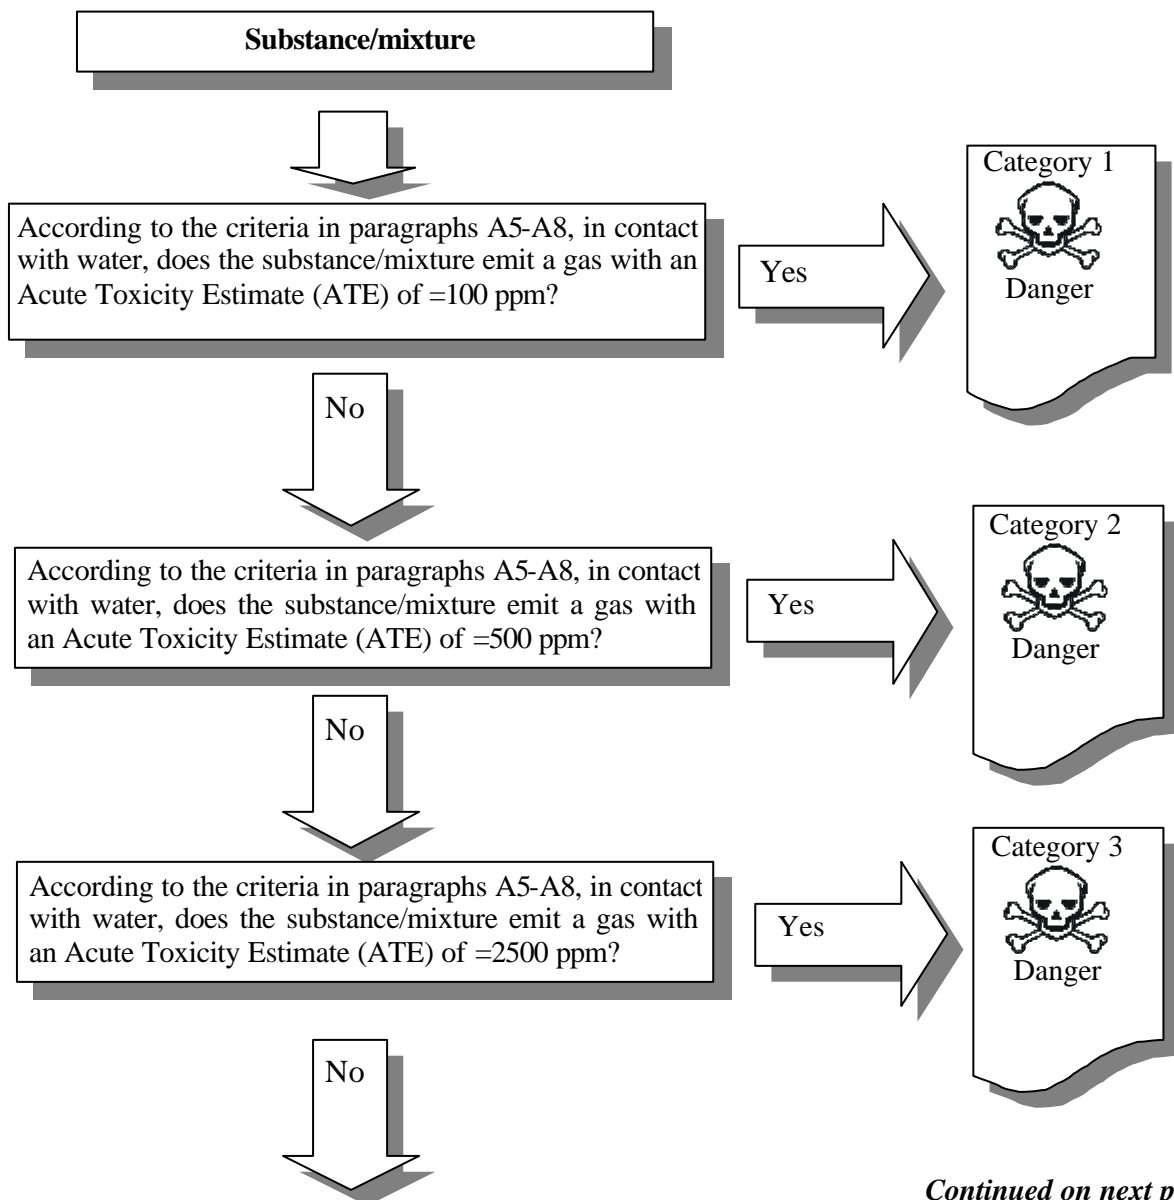 Substance/mixture
According to the criteria in paragraphs A5-A8, in contact
with water, does the substance/mixture emit a gas with an
Acute Toxicity Estimate (ATE) of =100 ppm?
Yes
Category 1
Danger
No
According to the criteria in paragraphs A5-A8, in contact
with water, does the substance/mixture emit a gas with
an Acute Toxicity Estimate (ATE) of =500 ppm?
Yes
Category 2
Danger
No
According to the criteria in paragraphs A5-A8, in contact
with water, does the substance/mixture emit a gas with
an Acute Toxicity Estimate (ATE) of =2500 ppm?
Yes
Category 3
Danger
No
Continued on next p